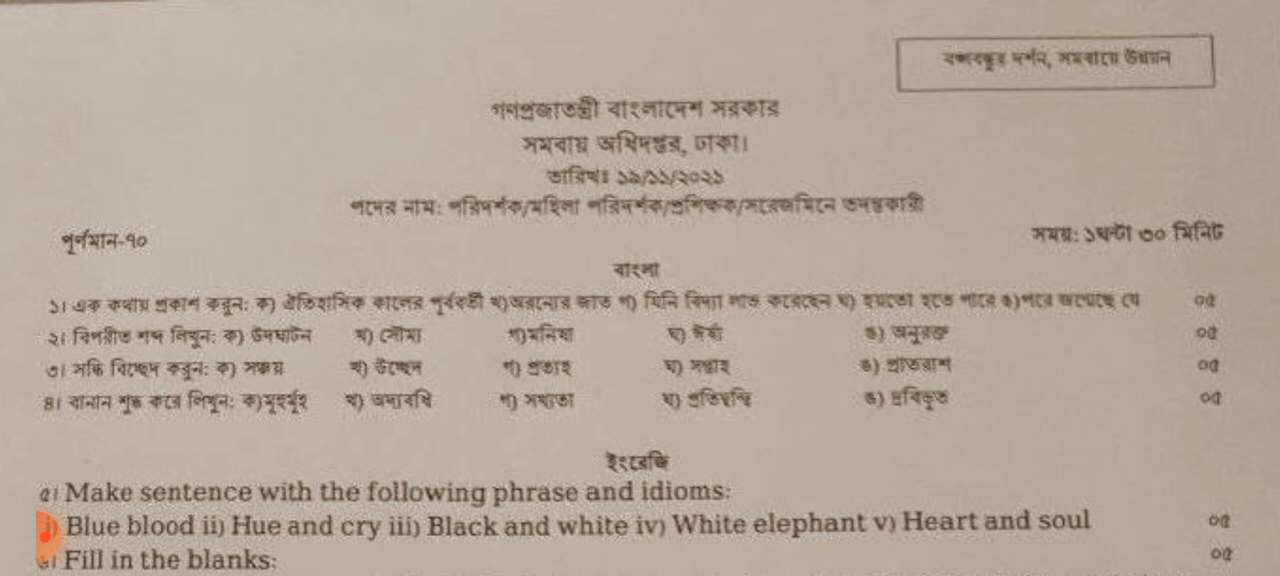 বঙ্গবন্ধুর দর্শন, সমবায়ে উন্নয়ন
গণপ্রজাতন্ত্রী বাংলাদেশ সরকার
সমবায় অধিদপ্তর, ঢাকা।
তারিখঃ ১৯/১১/২০২১
পদের নাম: পরিদর্শক/মহিলা পরিদর্শক/প্রশিক্ষক/সরেজমিনে তদন্তকারী
পূর্ণমান-৭০ সময়: ১ঘন্টা ৩০ মিনিট
বাংলা
১। এক কথায় প্রকাশ করুন: ক) ঐতিহাসিক কালের পূর্ববর্তী খ)অরন্যের জাত গ) যিনি বিদ্যা লাভ করেছেন ঘ) হয়তো হতে পারে ঙ)পরে জন্মেছে যে ০৫
২। বিপরীত শব্দ লিখুন: ক) উদঘাটন খ) সৌম্য গ)মনিষা ঘ) ঈর্ষা ঙ) অনুরক্ত ০৫
৩। সন্ধি বিচ্ছেদ করুন: ক) সঞ্চয় খ) উচ্ছেদ গ) প্রত্যহ ঘ) সপ্তাহ ঙ) প্রাতরাশ ০৫
৪। বানান শুদ্ধ করে লিখুন: ক)মূহর্মূহ খ) অদ্যবধি গ) সখ্যতা ঘ) প্রতিদ্বন্দ্বি ঙ) ০৫
ইংরেজি
৫। Make sentence with the following phrase and idioms:
i) Blue blood ii) Hue and cry iii) Black and white iv) White elephant v) Heart and soul ০৫
৬। Fill in the blanks: ০৫